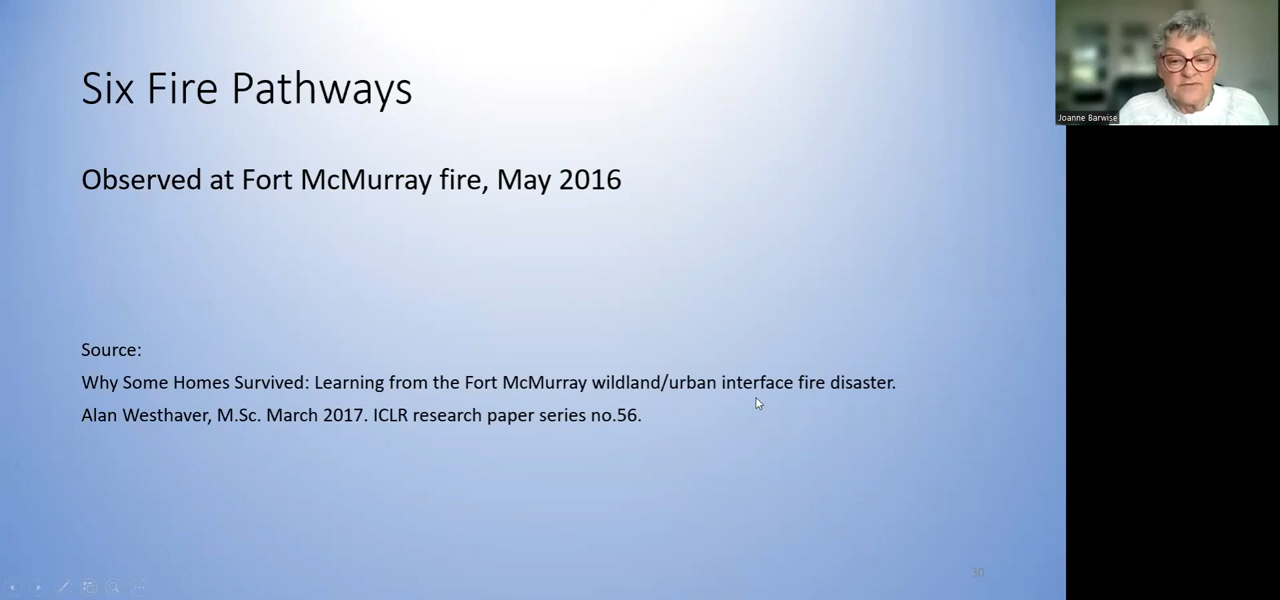 Six Fire Pathways
Observed at Fort McMurray fire, May 2016
Source:
Why Some Homes Survived: Learning from the Fort McMurray wildland/urban interface fire disaster.
Alan Westhaver, M.Sc. March 2017. ICLR research paper series no.56.
30
Joanne Barwise